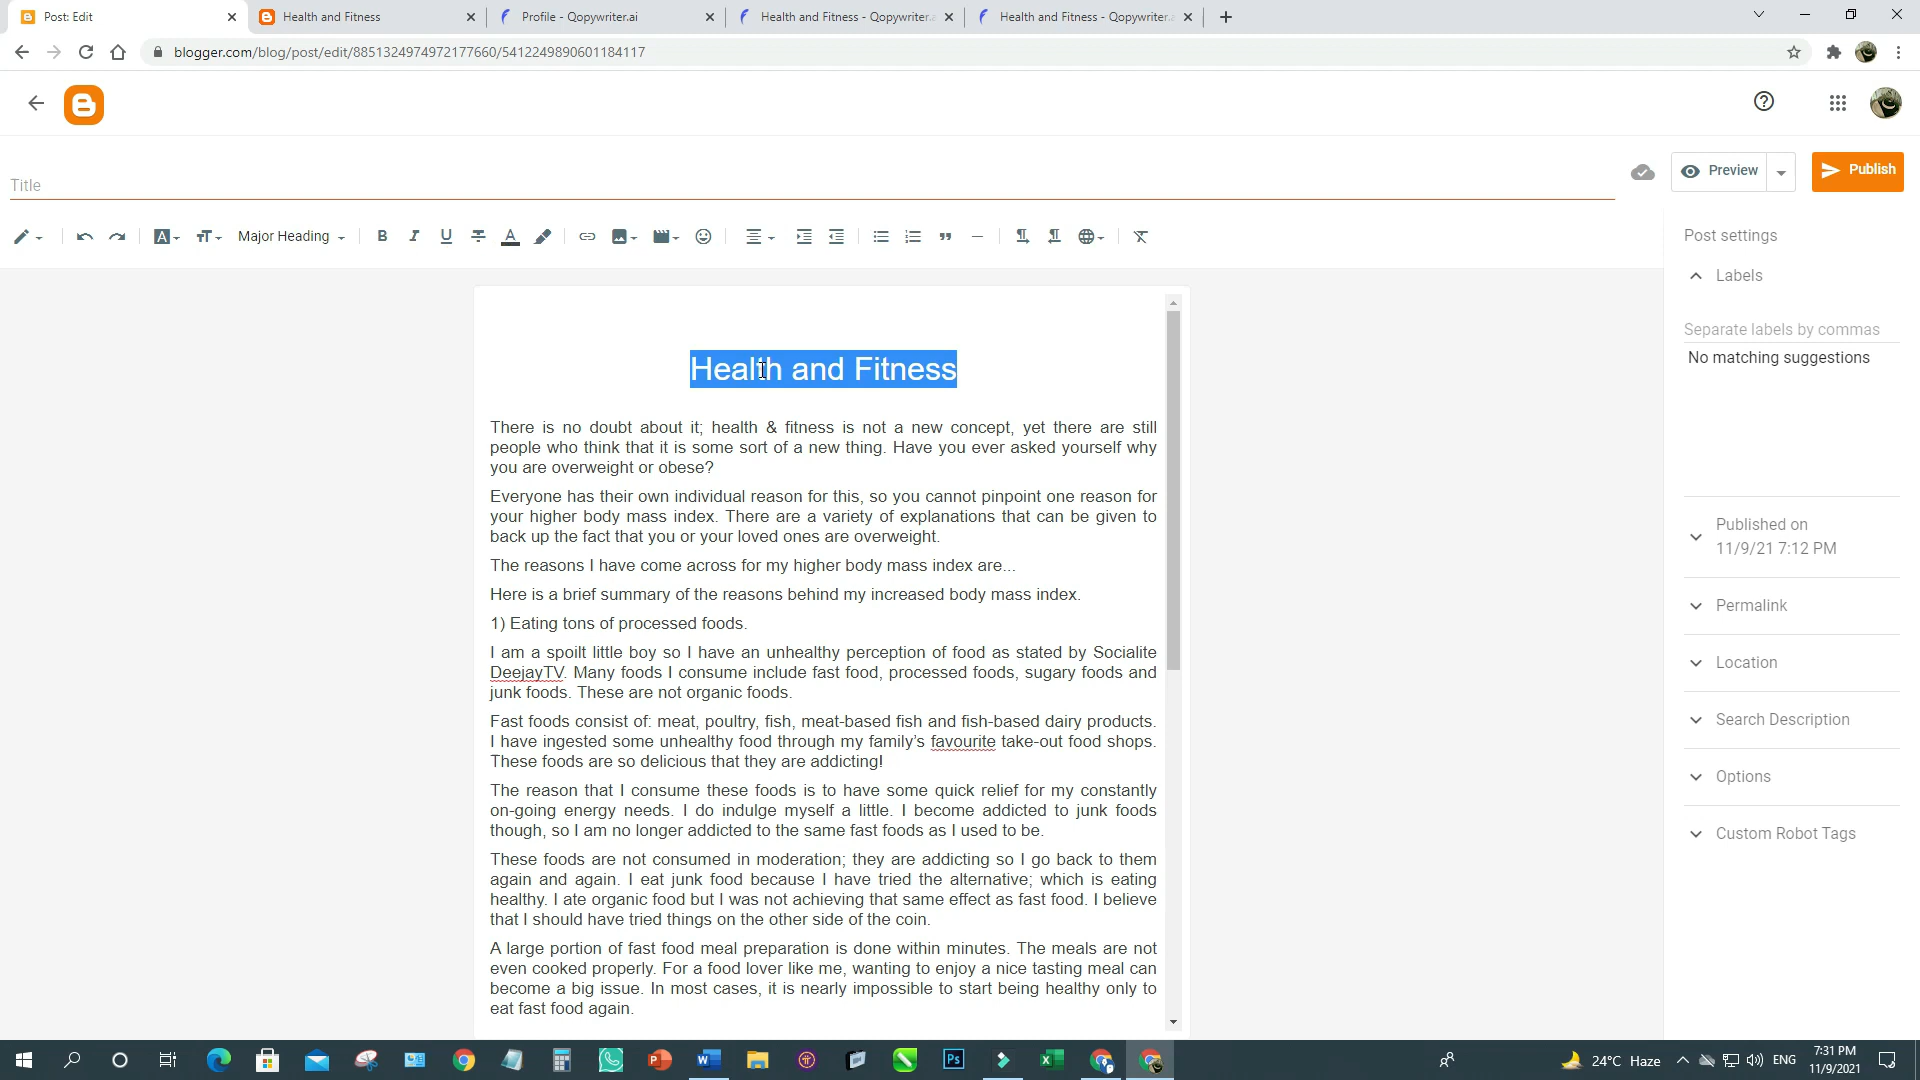 Post: Edit
Health and Fitness
Profile - Qopywriter.ai
Health and Fitness - Qopywriter.a
Health and Fitness - Qopywriter.a
blogger.com/blog/post/edit/8851324974972177660/5412249890601184117
Title
Preview
Publish
Major Heading
B
I
U
A
Post settings
Labels
Separate labels by commas
No matching suggestions
Published on
11/9/21 7:12 PM
Permalink
Location
Search Description
Options
Custom Robot Tags
Health and Fitness
There is no doubt about it; health & fitness is not a new concept, yet there are still
people who think that it is some sort of a new thing. Have you ever asked yourself why
you are overweight or obese?
Everyone has their own individual reason for this, so you cannot pinpoint one reason for
your higher body mass index. There are a variety of explanations that can be given to
back up the fact that you or your loved ones are overweight.
The reasons I have come across for my higher body mass index are...
Here is a brief summary of the reasons behind my increased body mass index.
1) Eating tons of processed foods.
I am a spoilt little boy so I have an unhealthy perception of food as stated by Socialite
DeejayTV. Many foods I consume include fast food, processed foods, sugary foods and
junk foods. These are not organic foods.
Fast foods consist of: meat, poultry, fish, meat-based fish and fish-based dairy products.
I have ingested some unhealthy food through my family's favourite take-out food shops.
These foods are so delicious that they are addicting!
The reason that I consume these foods is to have some quick relief for my constantly
on-going energy needs. I do indulge myself a little. I become addicted to junk foods
though, so I am no longer addicted to the same fast foods as I used to be.
These foods are not consumed in moderation; they are addicting so I go back to them
again and again. I eat junk food because I have tried the alternative; which is eating
healthy. I ate organic food but I was not achieving that same effect as fast food. I believe
that I should have tried things on the other side of the coin.
A large portion of fast food meal preparation is done within minutes. The meals are not
even cooked properly. For a food lover like me, wanting to enjoy a nice tasting meal can
become a big issue. In most cases, it is nearly impossible to start being healthy only to
eat fast food again.
24°C Haze
ENG
7:31 PM
11/9/2021